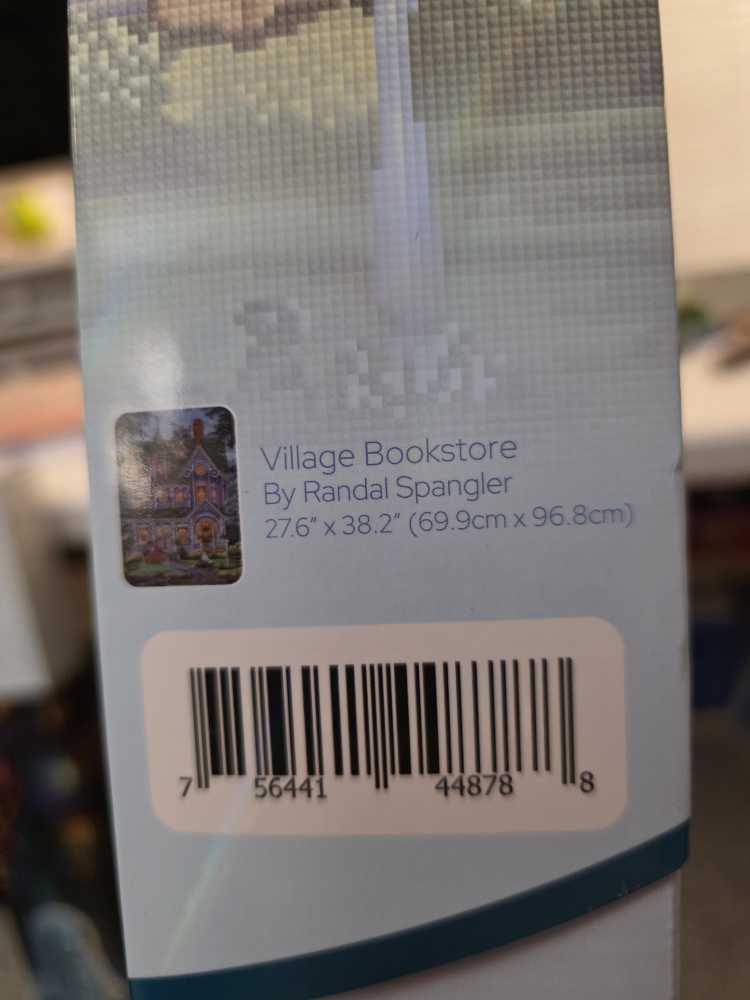 Village Bookstore
By Randal Spangler
27.6" x 38.2" (69.9cm x 96.8cm)
7 56441 44878 8